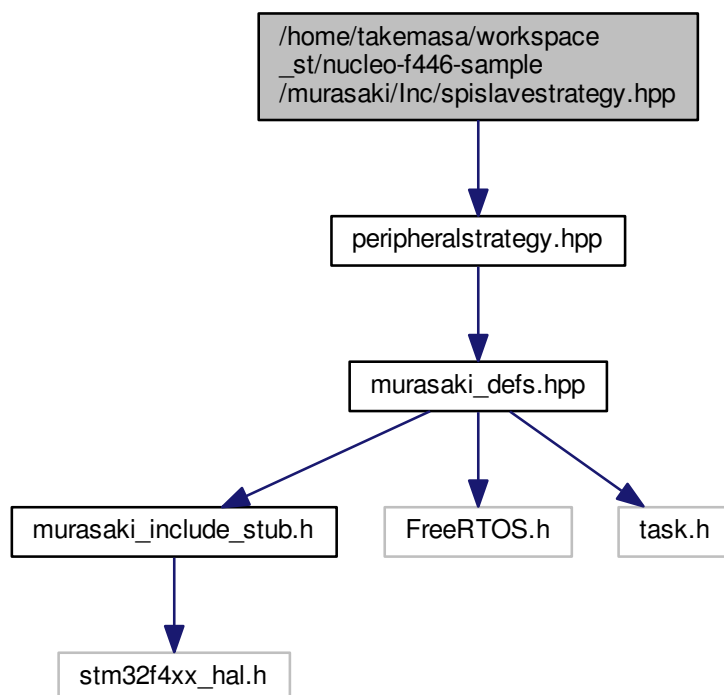 /home/takemasa/workspace
_st/nucleo-f446-sample
/murasaki/Inc/spislavestrategy.hpp
peripheralstrategy.hpp
murasaki_defs.hpp
murasaki_include_stub.h
FreeRTOS.h
task.h
stm32f4xx_hal.h